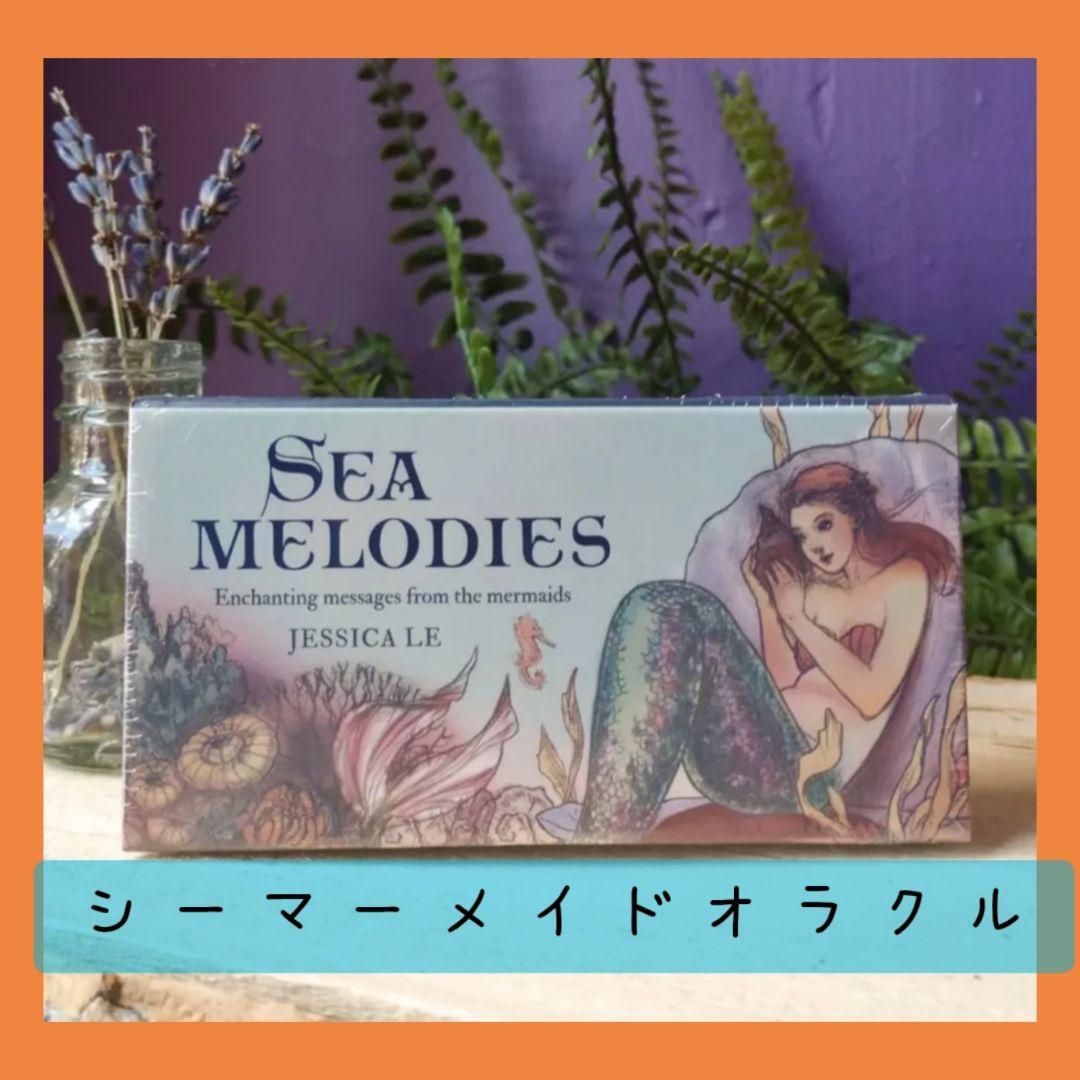 SEA
MELODIES
Enchanting messages from the mermaids
JESSICA LE
シーマーメイドオラクル